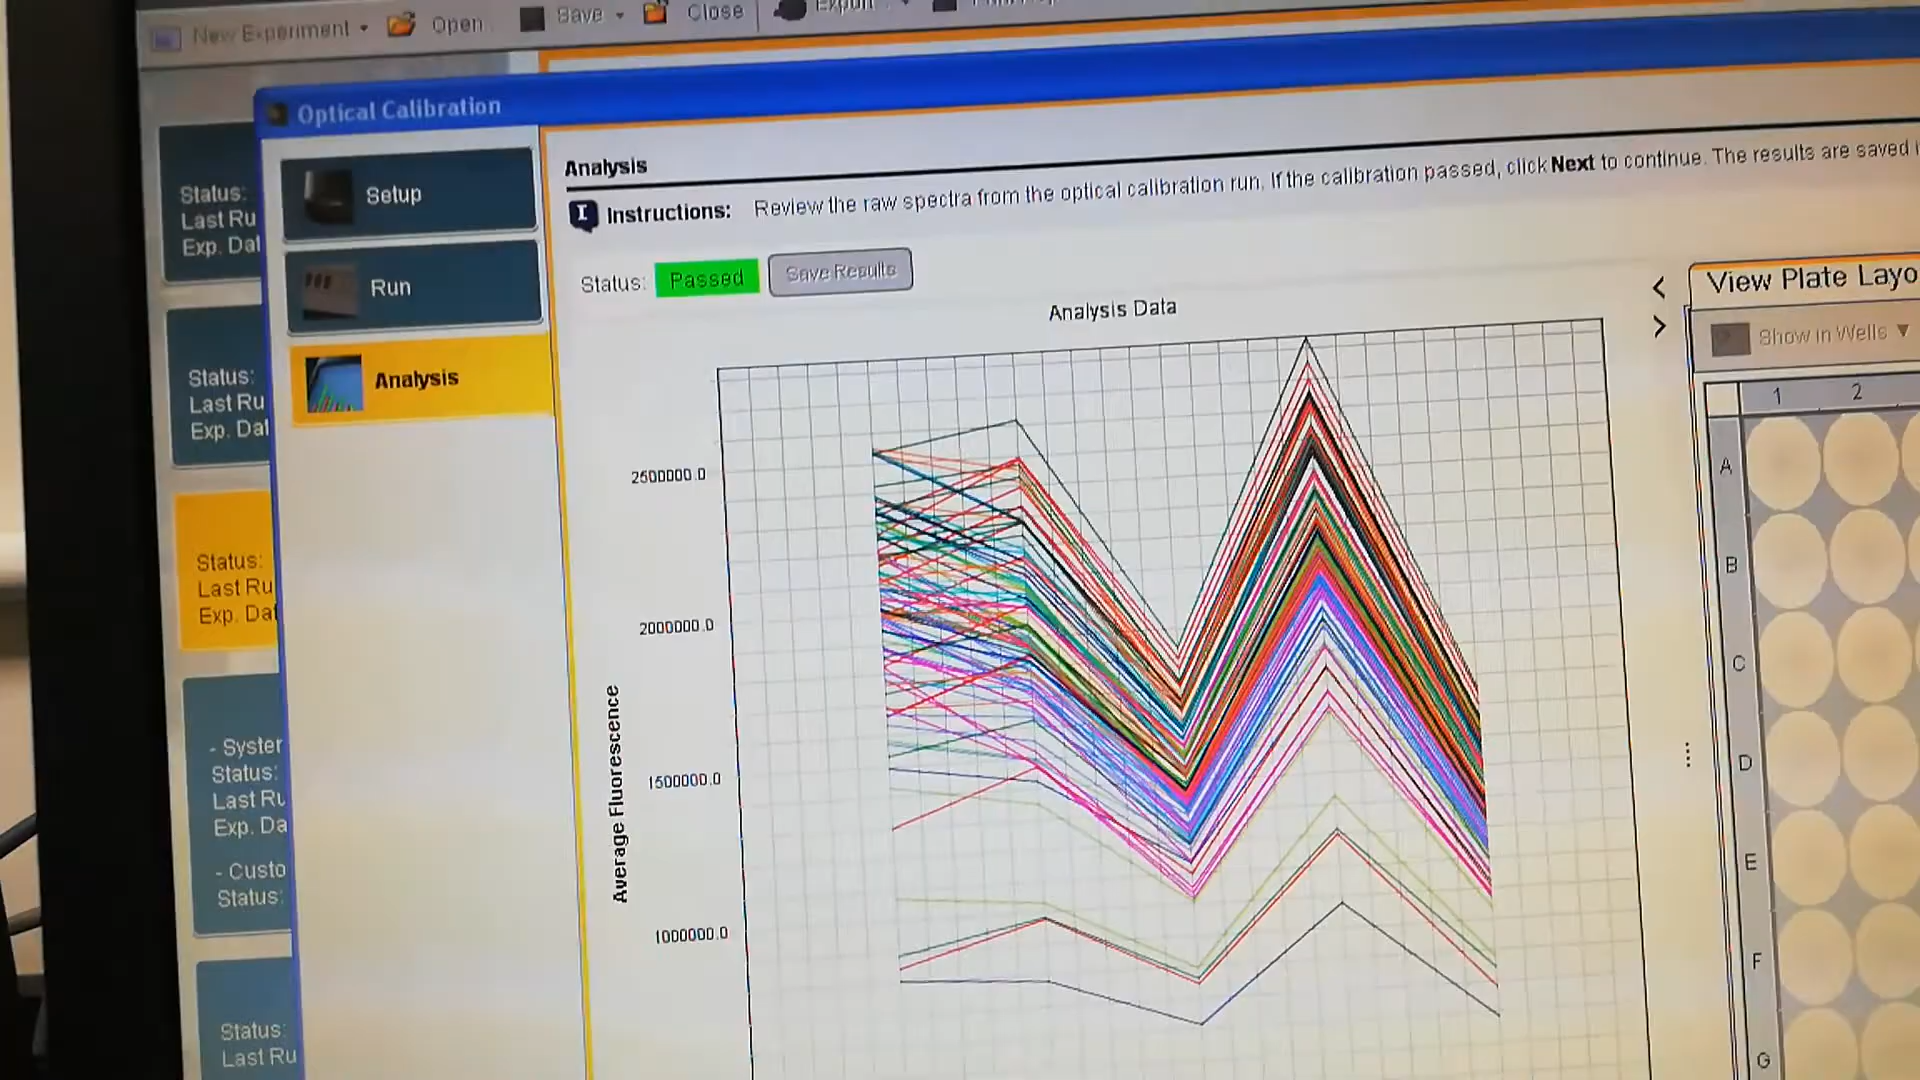 New Experiment
Open
Save
Close
Export
Optical Calibration
Status:
Last Ru
Exp. Dat
Status:
Last Ru
Exp. Dat
Status:
Last Ru
Exp. Dat
- System
Status:
Last Ru
Exp. Da
- Custo
Status:
Status:
Last Ru
Setup
Run
Analysis
Analysis
Instructions: Review the raw spectra from the optical calibration run. If the calibration passed, click Next to continue. The results are saved i
Status: Passed
Save Results
Analysis Data
2500000.0
2000000.0
1500000.0
1000000.0
Average Fluorescence
View Plate Layo
Show in Wells
1 2
A
B
C
D
E
F
G